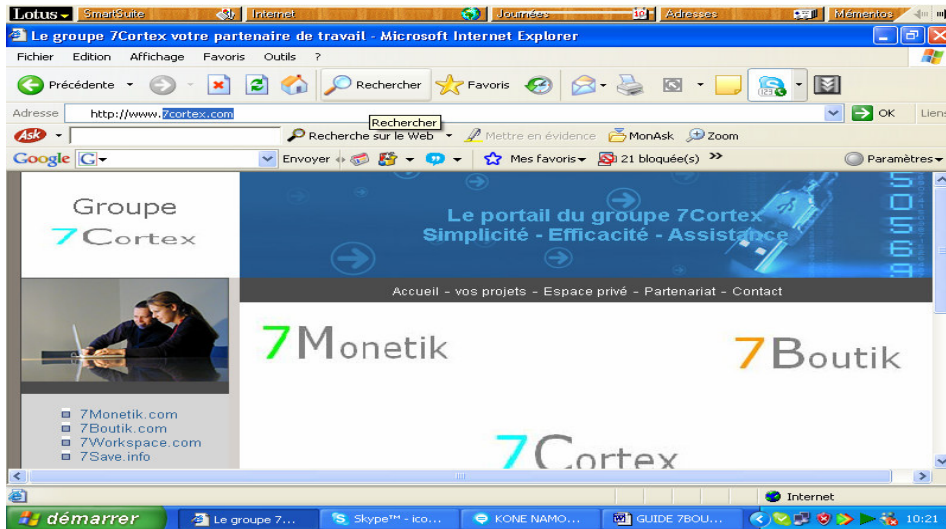 Lotus SmartSuite Internet Journées 10 Adresses Mémentos
Le groupe 7Cortex votre partenaire de travail - Microsoft Internet Explorer
Fichier Edition Affichage Favoris Outils ?
Précédente Rechercher Favoris
Adresse http://www.7cortex.com OK Liens
Rechercher
Ask Recherche sur le Web Mettre en évidence MonAsk Zoom
Google G Envoyer Mes favoris 21 bloquée(s) Paramètres
Groupe
7Cortex
Le portail du groupe 7Cortex
Simplicité - Efficacité - Assistance
Accueil - vos projets - Espace privé - Partenariat - Contact
7Monetik
7Boutik
7Cortex
7Monetik.com
7Boutik.com
7Workspace.com
7Save.info
Internet
démarrer Le groupe 7... Skype™ - ico... KONE NAMO... GUIDE 7BOU... 10:21